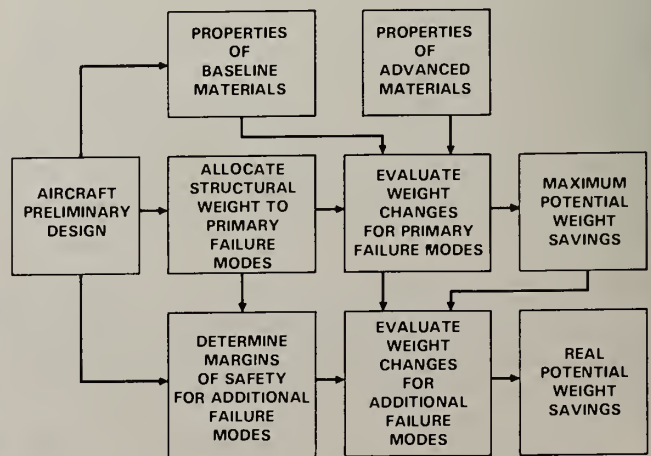 PROPERTIES
OF
BASELINE
MATERIALS
PROPERTIES
OF
ADVANCED
MATERIALS
AIRCRAFT
PRELIMINARY
DESIGN
ALLOCATE
STRUCTURAL
WEIGHT TO
PRIMARY
FAILURE
MODES
EVALUATE
WEIGHT
CHANGES
FOR PRIMARY
FAILURE MODES
MAXIMUM
POTENTIAL
WEIGHT
SAVINGS
DETERMINE
MARGINS
OF SAFETY
FOR ADDITIONAL
FAILURE
MODES
EVALUATE
WEIGHT
CHANGES
FOR
ADDITIONAL
FAILURE
MODES
REAL
POTENTIAL
WEIGHT
SAVINGS